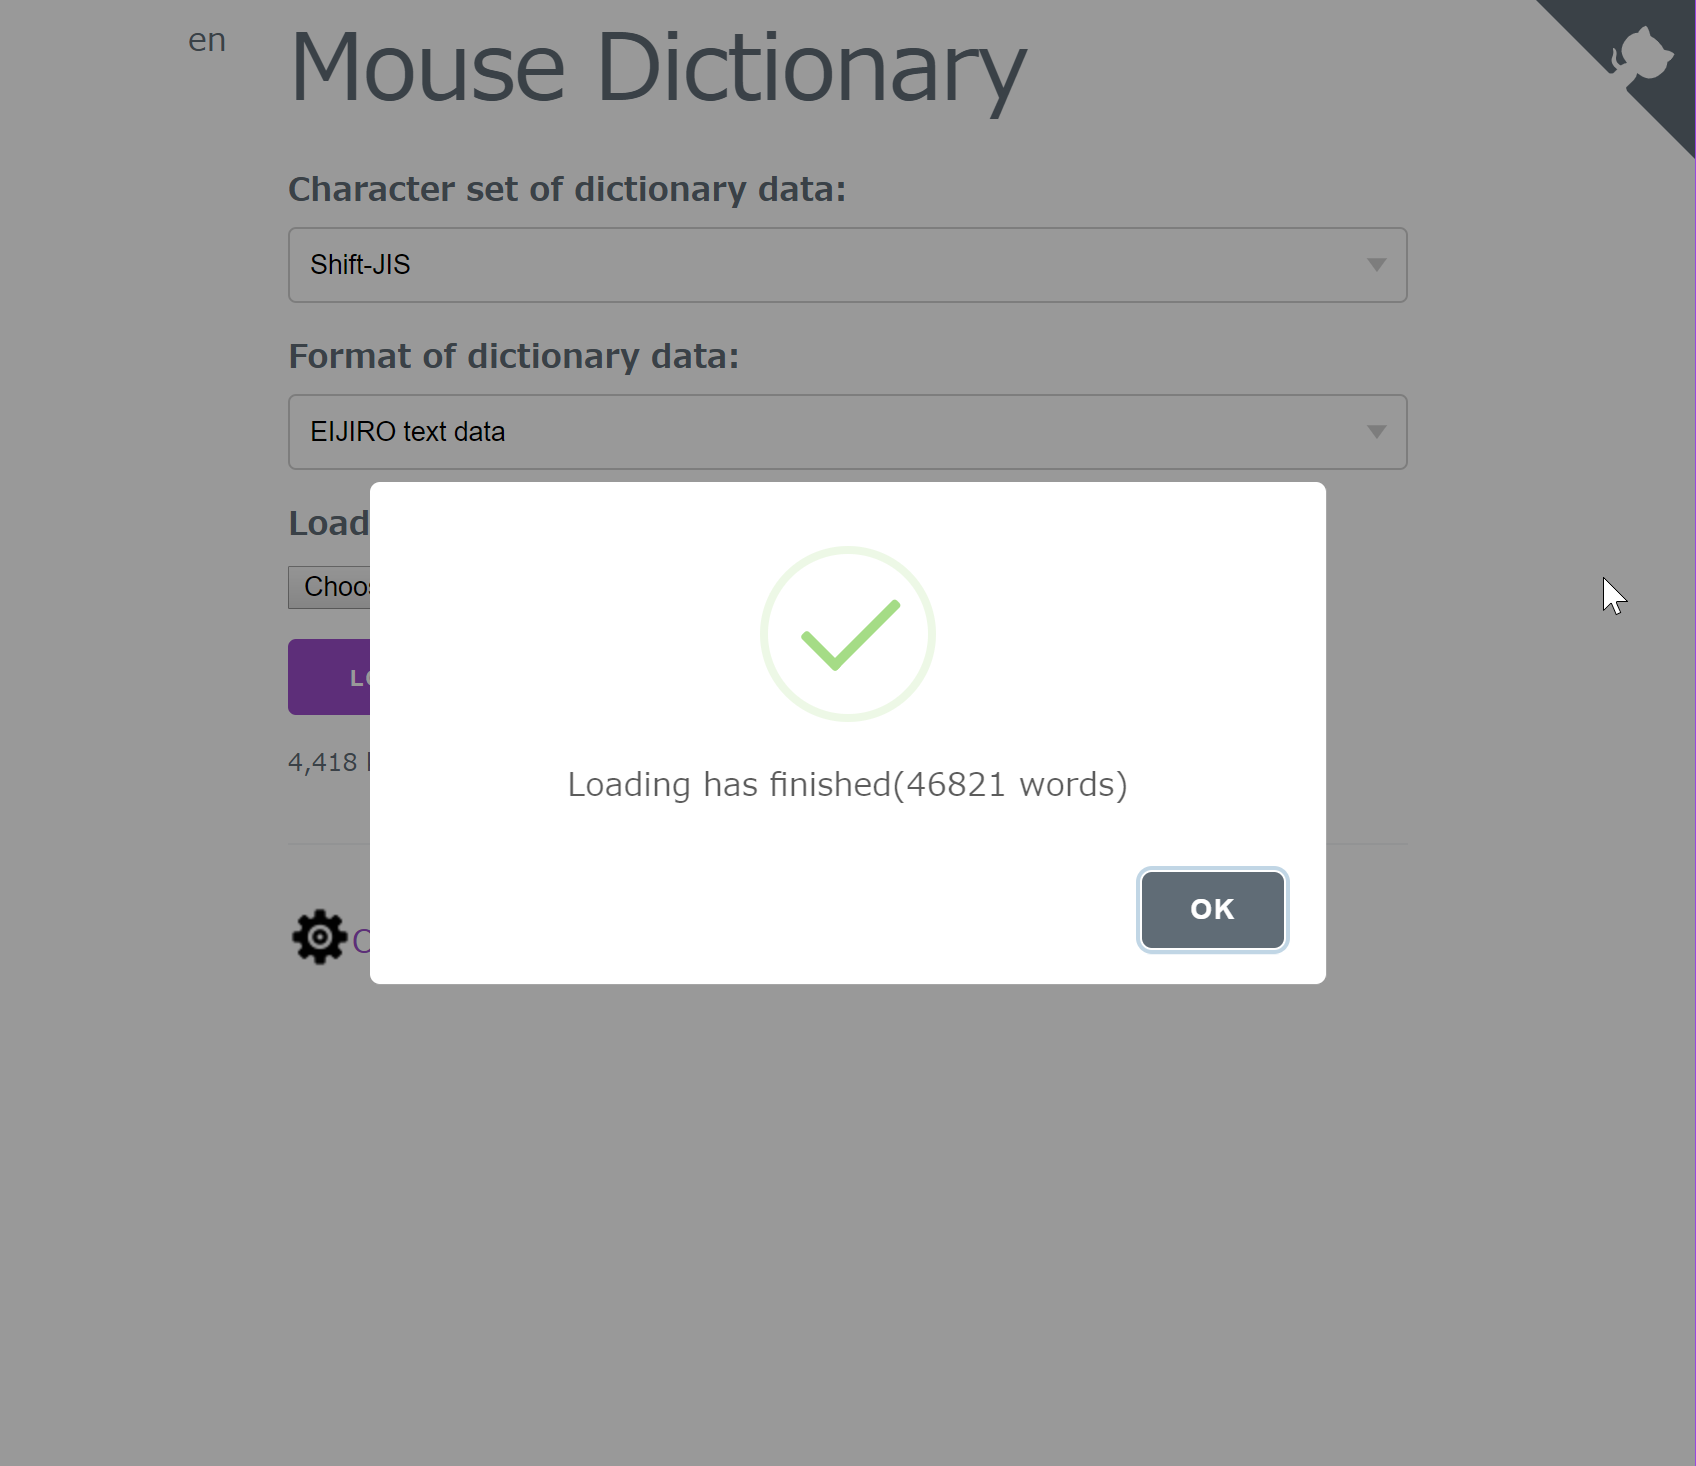 en
Mouse Dictionary
Character set of dictionary data:
Shift-JIS
Format of dictionary data:
EIJIRO text data
Load
4,418
Loading has finished(46821 words)
OK